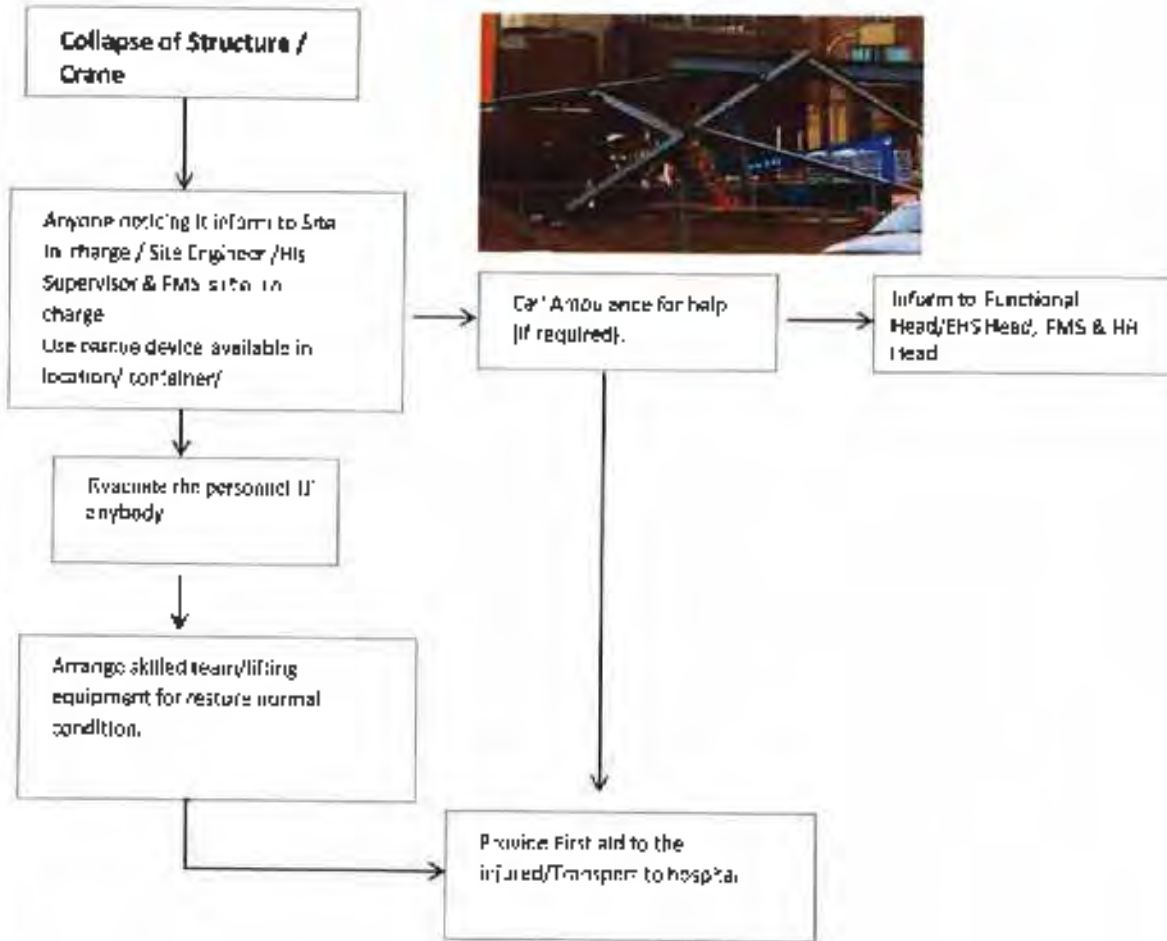 Collapse of Structure /
Crane
Anyone noticing it inform to Site
In charge / Site Engineer /His
Supervisor & FMS site in
charge
Use rescue device available in
location/ container/
Call Ambulance for help
(if required).
Inform to Functional
Head/EHS Head, FMS & HR
Head
Evacuate the personnel if
anybody
Arrange skilled team/lifting
equipment for restore normal
condition.
Provide First aid to the
injured/Transport to hospital